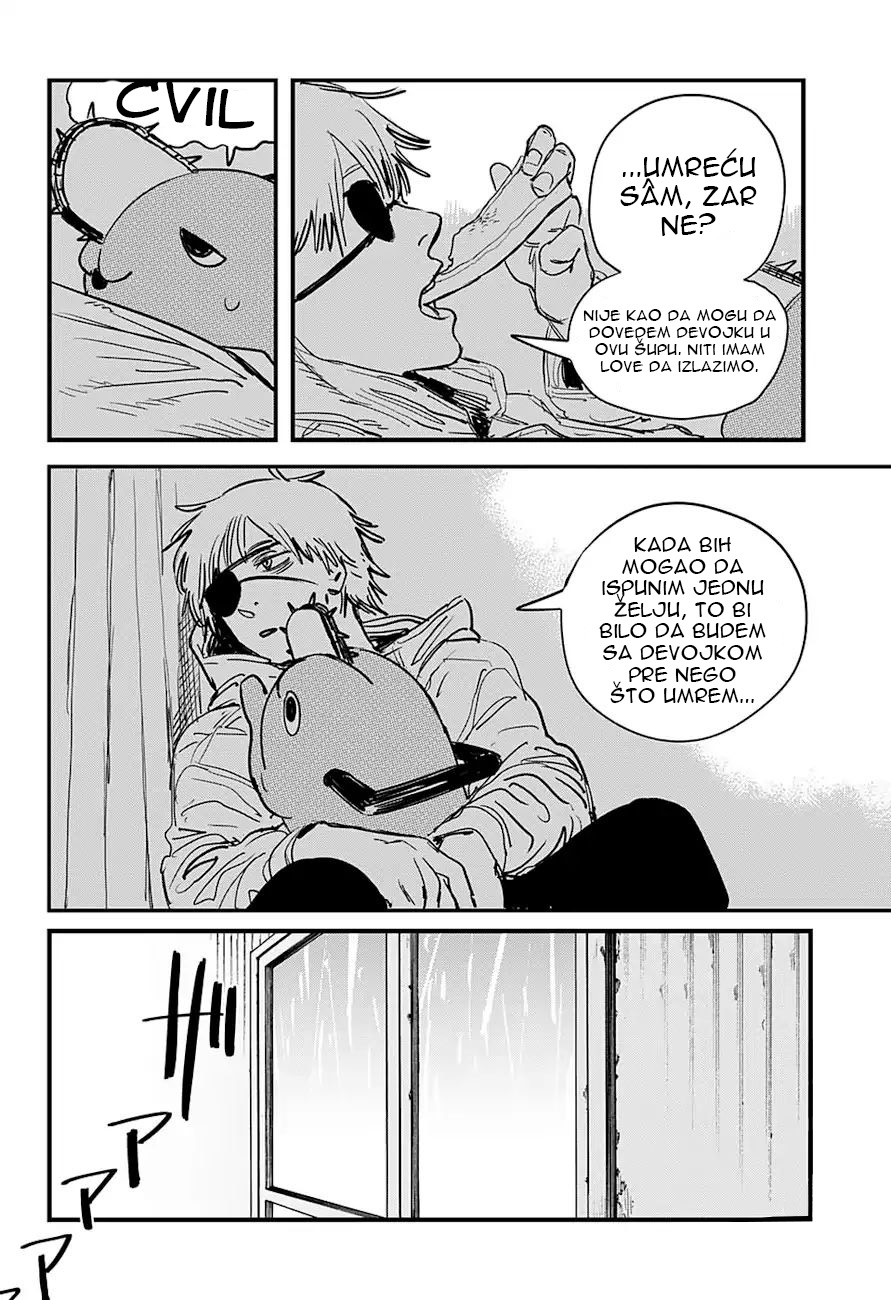 ...UMREĆU
SÂM, ZAR
NE?
NIJE KAO DA MOGU DA
DOVEDEM DEVOJKU U
OVU ŠUPU. NITI IMAM
LOVE DA IZLAZIMO.
CVIL
KADA BIH
MOGAO DA
ISPUNIM JEDNU
ŽELJU, TO BI
BILO DA BUDEM
SA DEVOJKOM
PRE NEGO
ŠTO UMREM...